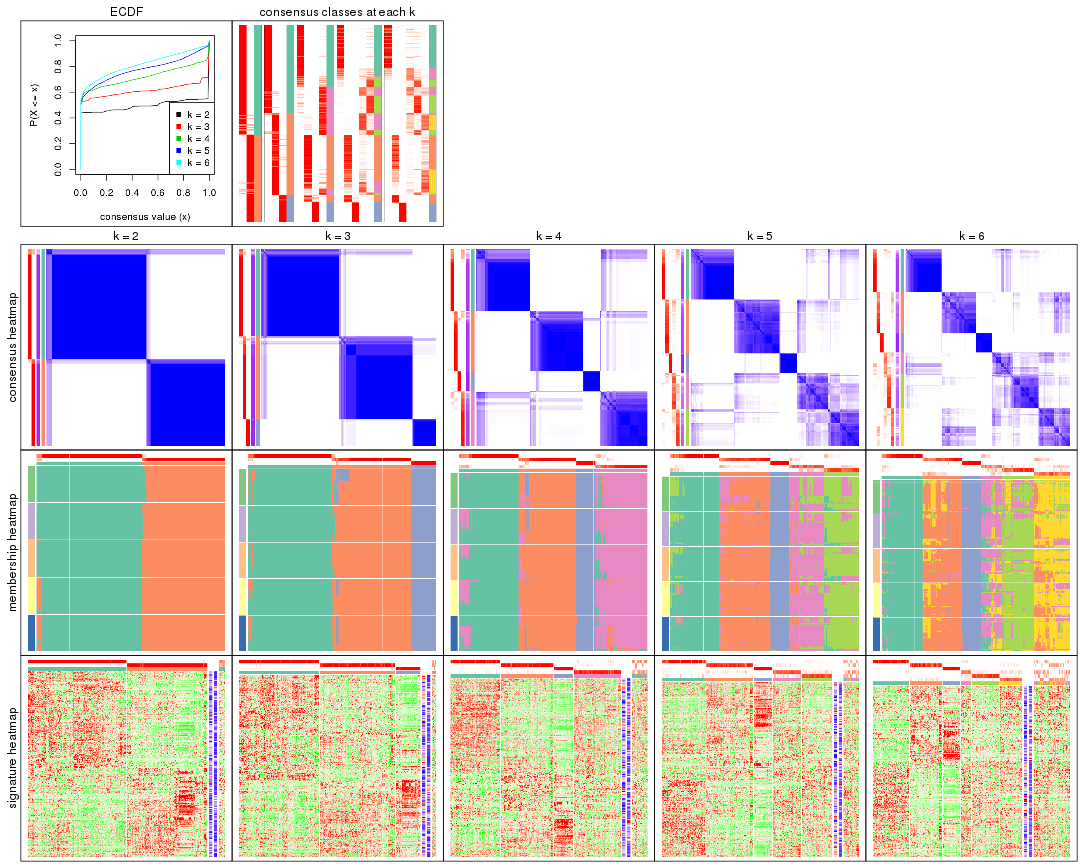 ECDF
consensus classes at each k
P(X <= x)
1.0
0.8
0.6
0.4
0.2
0.0
k = 2
k = 3
k = 4
k = 5
k = 6
0.0 0.2 0.4 0.6 0.8 1.0
consensus value (x)
k = 2
k = 3
k = 4
k = 5
k = 6
consensus heatmap
membership heatmap
signature heatmap